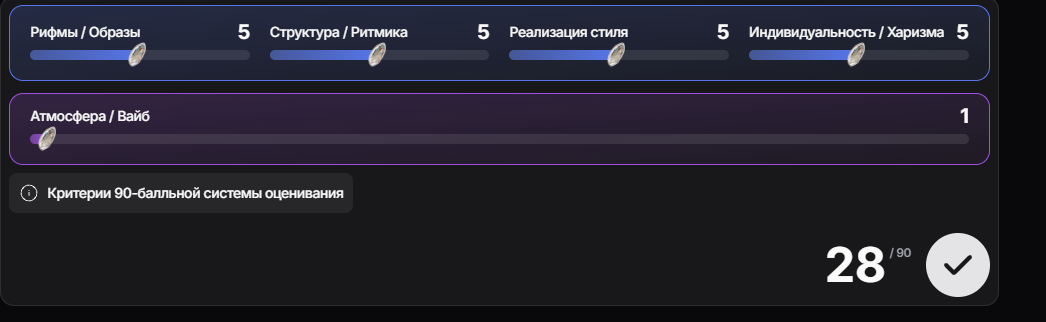 Рифмы / Образы 5 Структура / Ритмика 5 Реализация стиля 5 Индивидуальность / Харизма 5
Атмосфера / Вайб 1
Критерии 90-балльной системы оценивания
28 / 90